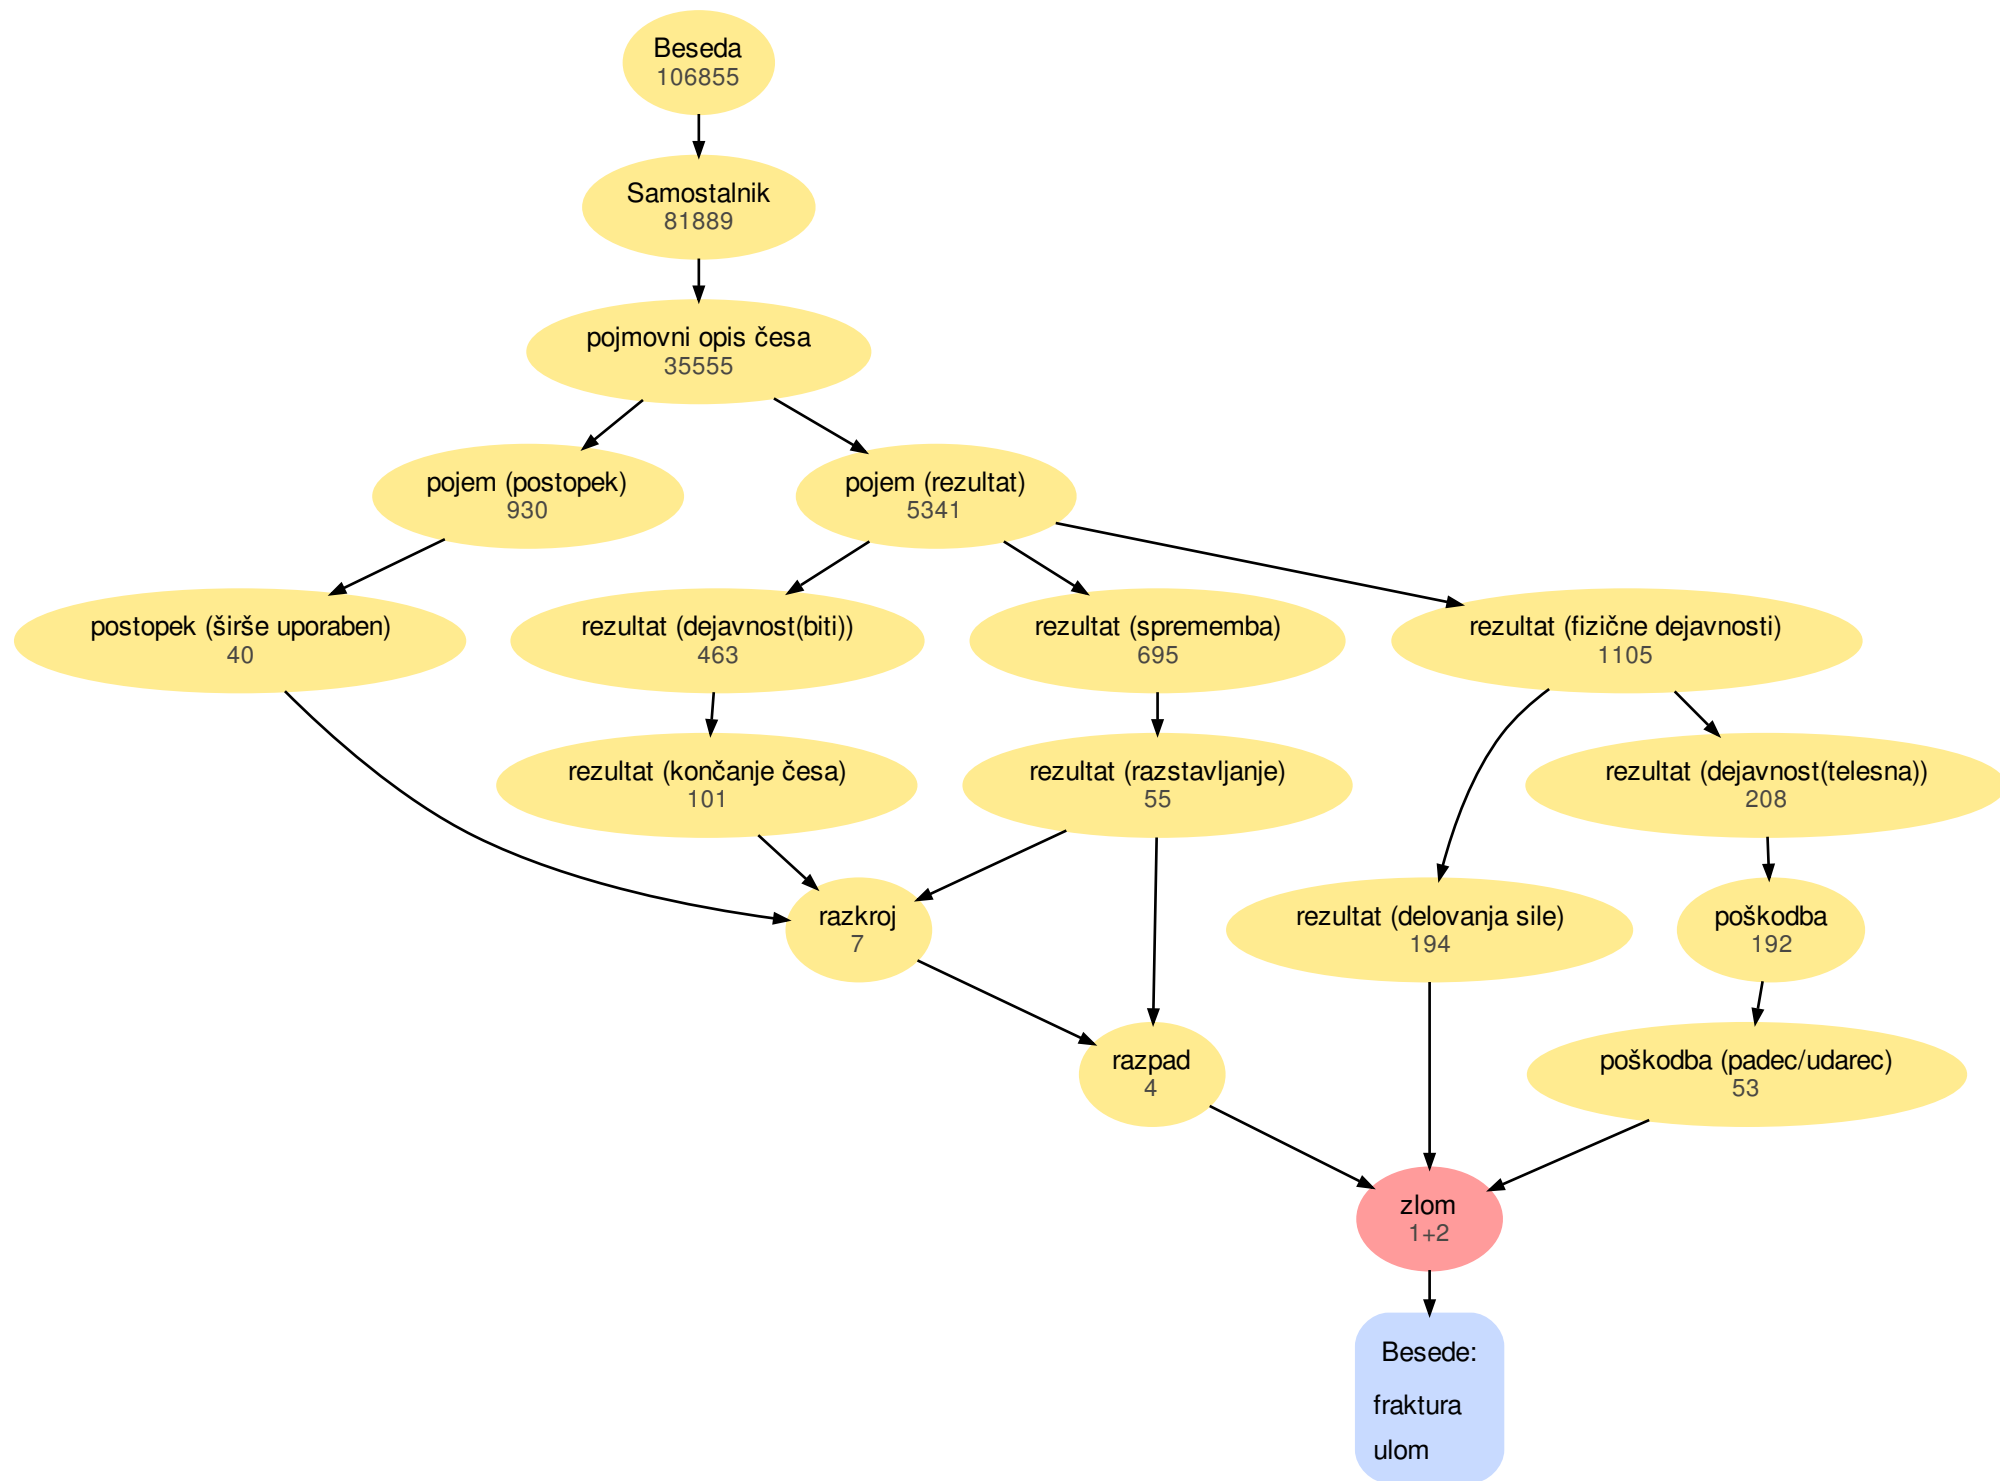 Beseda
106855
Samostalnik
81889
pojmovni opis česa
35555
pojem (postopek)
930
pojem (rezultat)
5341
postopek (širše uporaben)
40
rezultat (dejavnost(biti))
463
rezultat (sprememba)
695
rezultat (fizične dejavnosti)
1105
rezultat (končanje česa)
101
rezultat (razstavljanje)
55
rezultat (dejavnost(telesna))
208
razkroj
7
rezultat (delovanja sile)
194
poškodba
192
razpad
4
poškodba (padec/udarec)
53
zlom
1+2
Besede:
fraktura
ulom